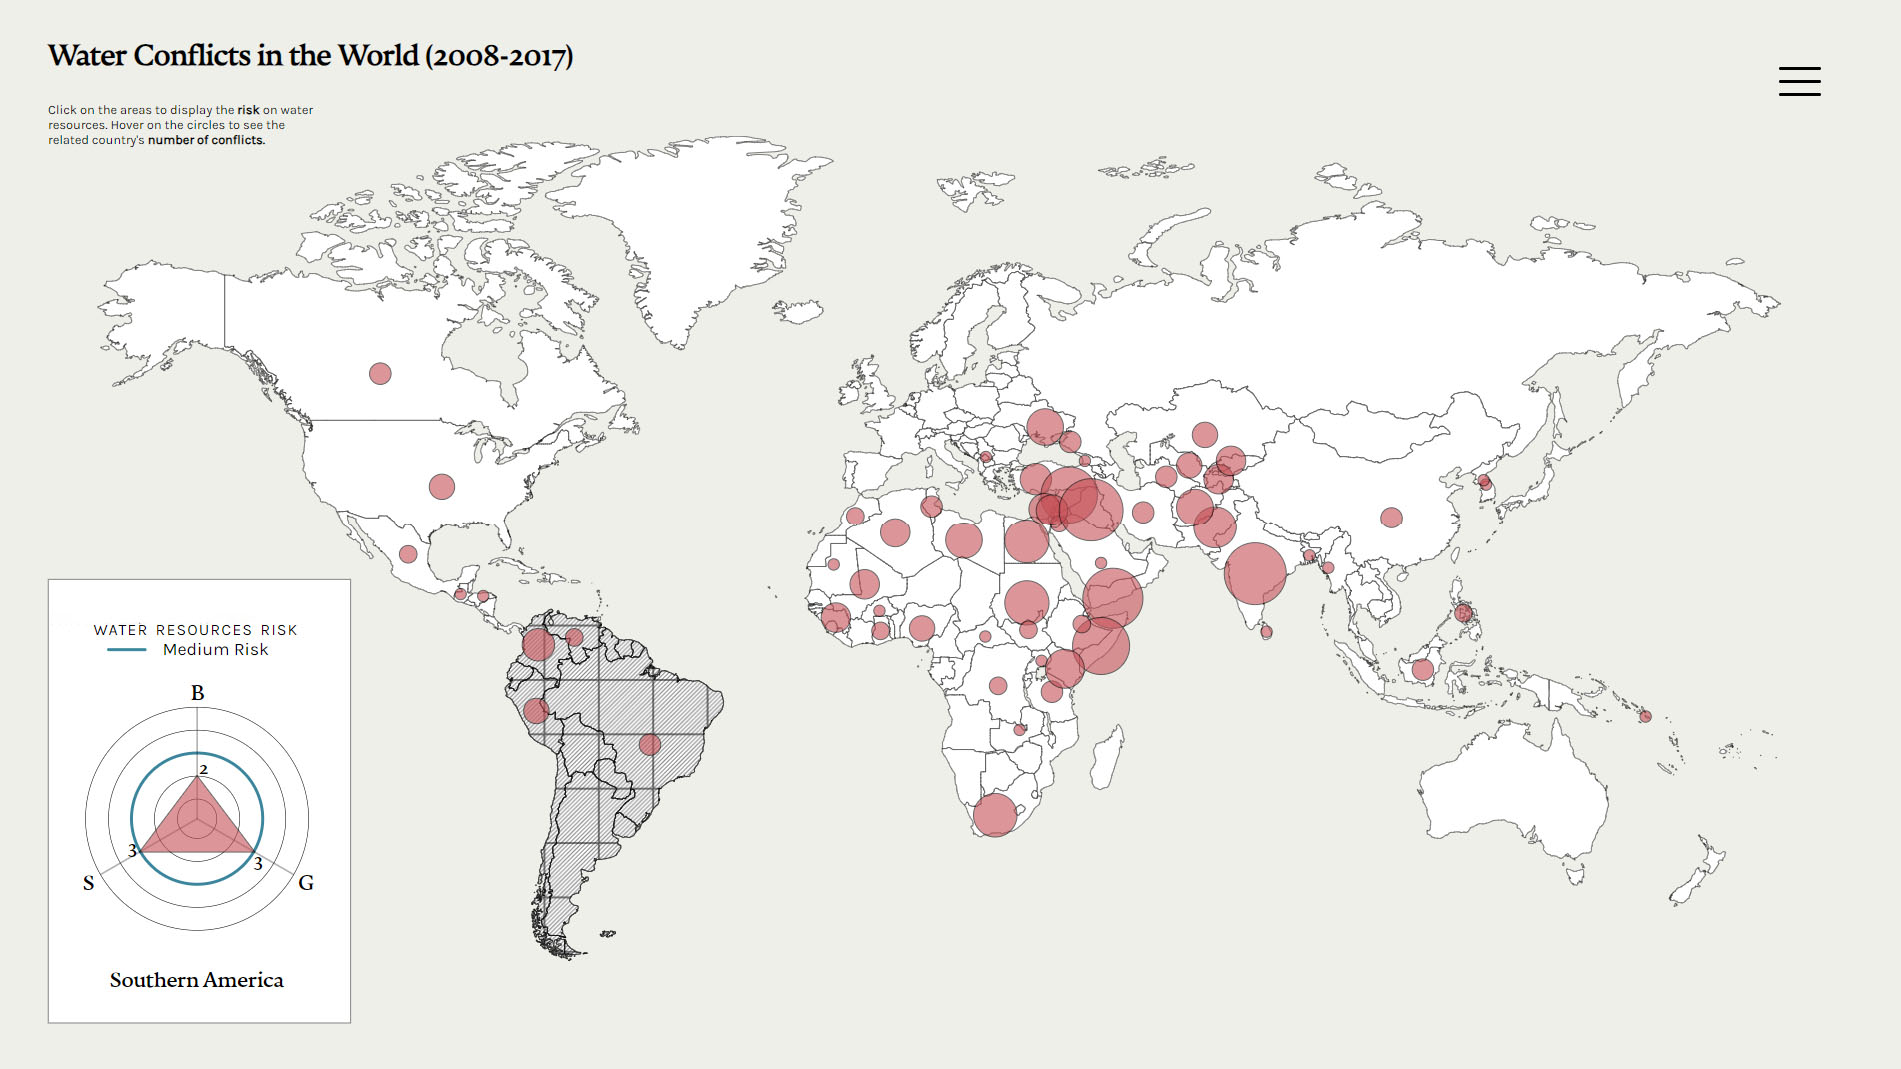 Water Conflicts in the World (2008-2017)
Click on the areas to display the risk on water
resources. Hover on the circles to see the
related country's number of conflicts.
WATER RESOURCES RISK
Medium Risk
B
2
3
3
S
G
Southern America